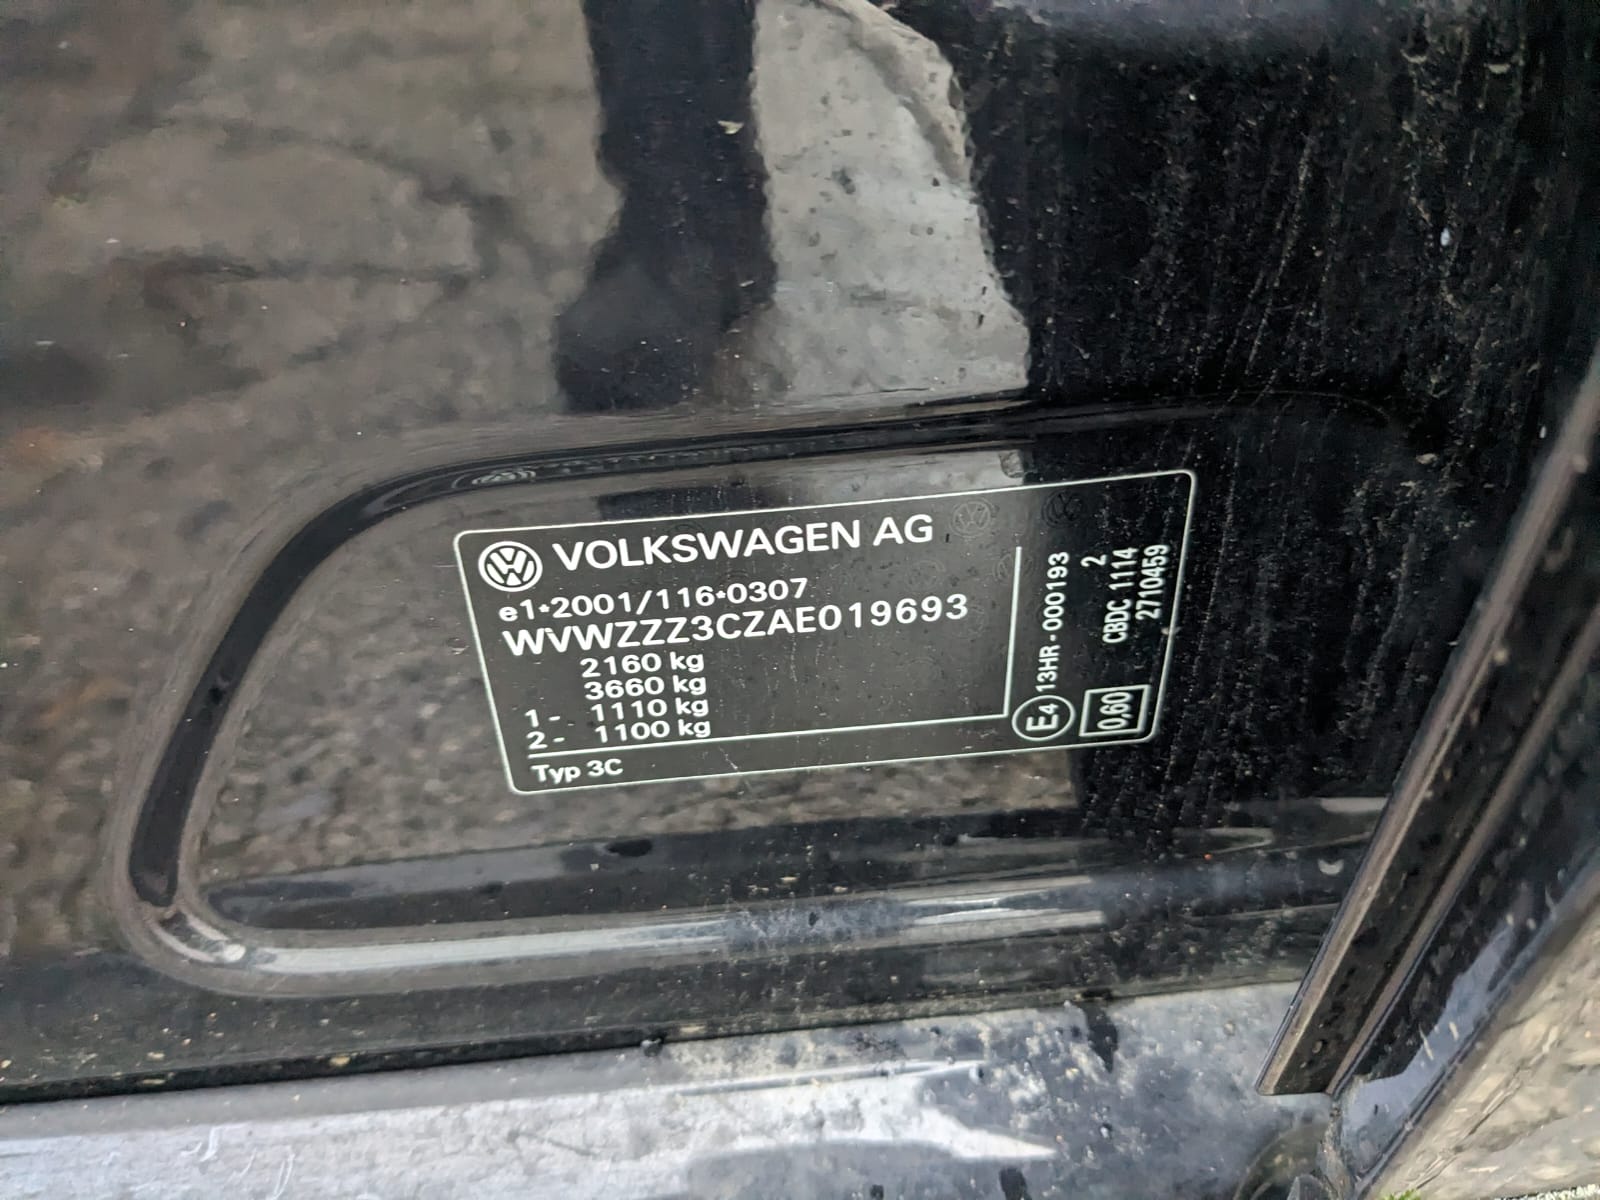 VOLKSWAGEN AG
e1*2001/116*0307
WVWZZZ3CZAE019693
2160 kg
3660 kg
1 - 1110 kg
2 - 1100 kg
Typ 3C
E4 13HR - 000193
2
CBDC 1114
2710459
0,60